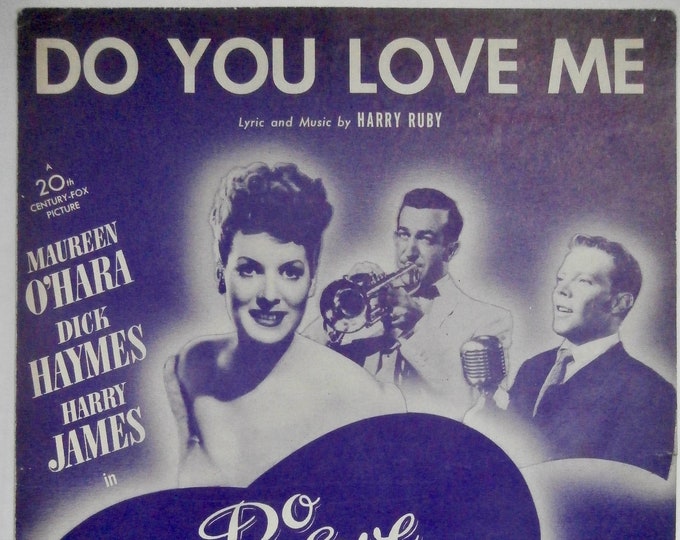 DO YOU LOVE ME
Lyric and Music by HARRY RUBY
A
20th
CENTURY-FOX
PICTURE
MAUREEN
O'HARA
DICK
HAYMES
HARRY
JAMES
in
Do